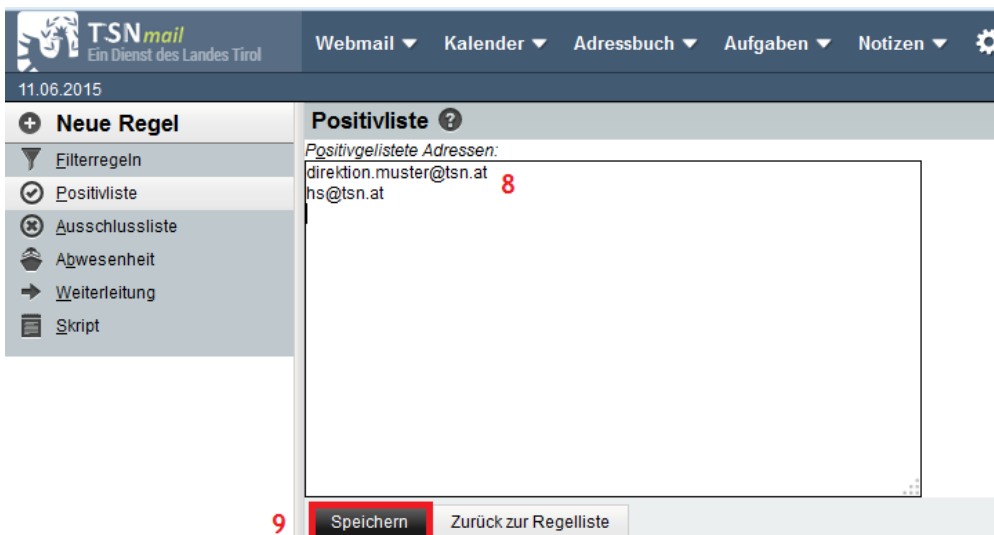 TSNmail
Ein Dienst des Landes Tirol
Webmail Kalender Adressbuch Aufgaben Notizen
11.06.2015
Neue Regel
Filterregeln
Positivliste
Ausschlussliste
Abwesenheit
Weiterleitung
Skript
Positivliste ?
Positivgelistete Adressen:
direktion.muster@tsn.at
hs@tsn.at
8
9
Speichern Zurück zur Regelliste